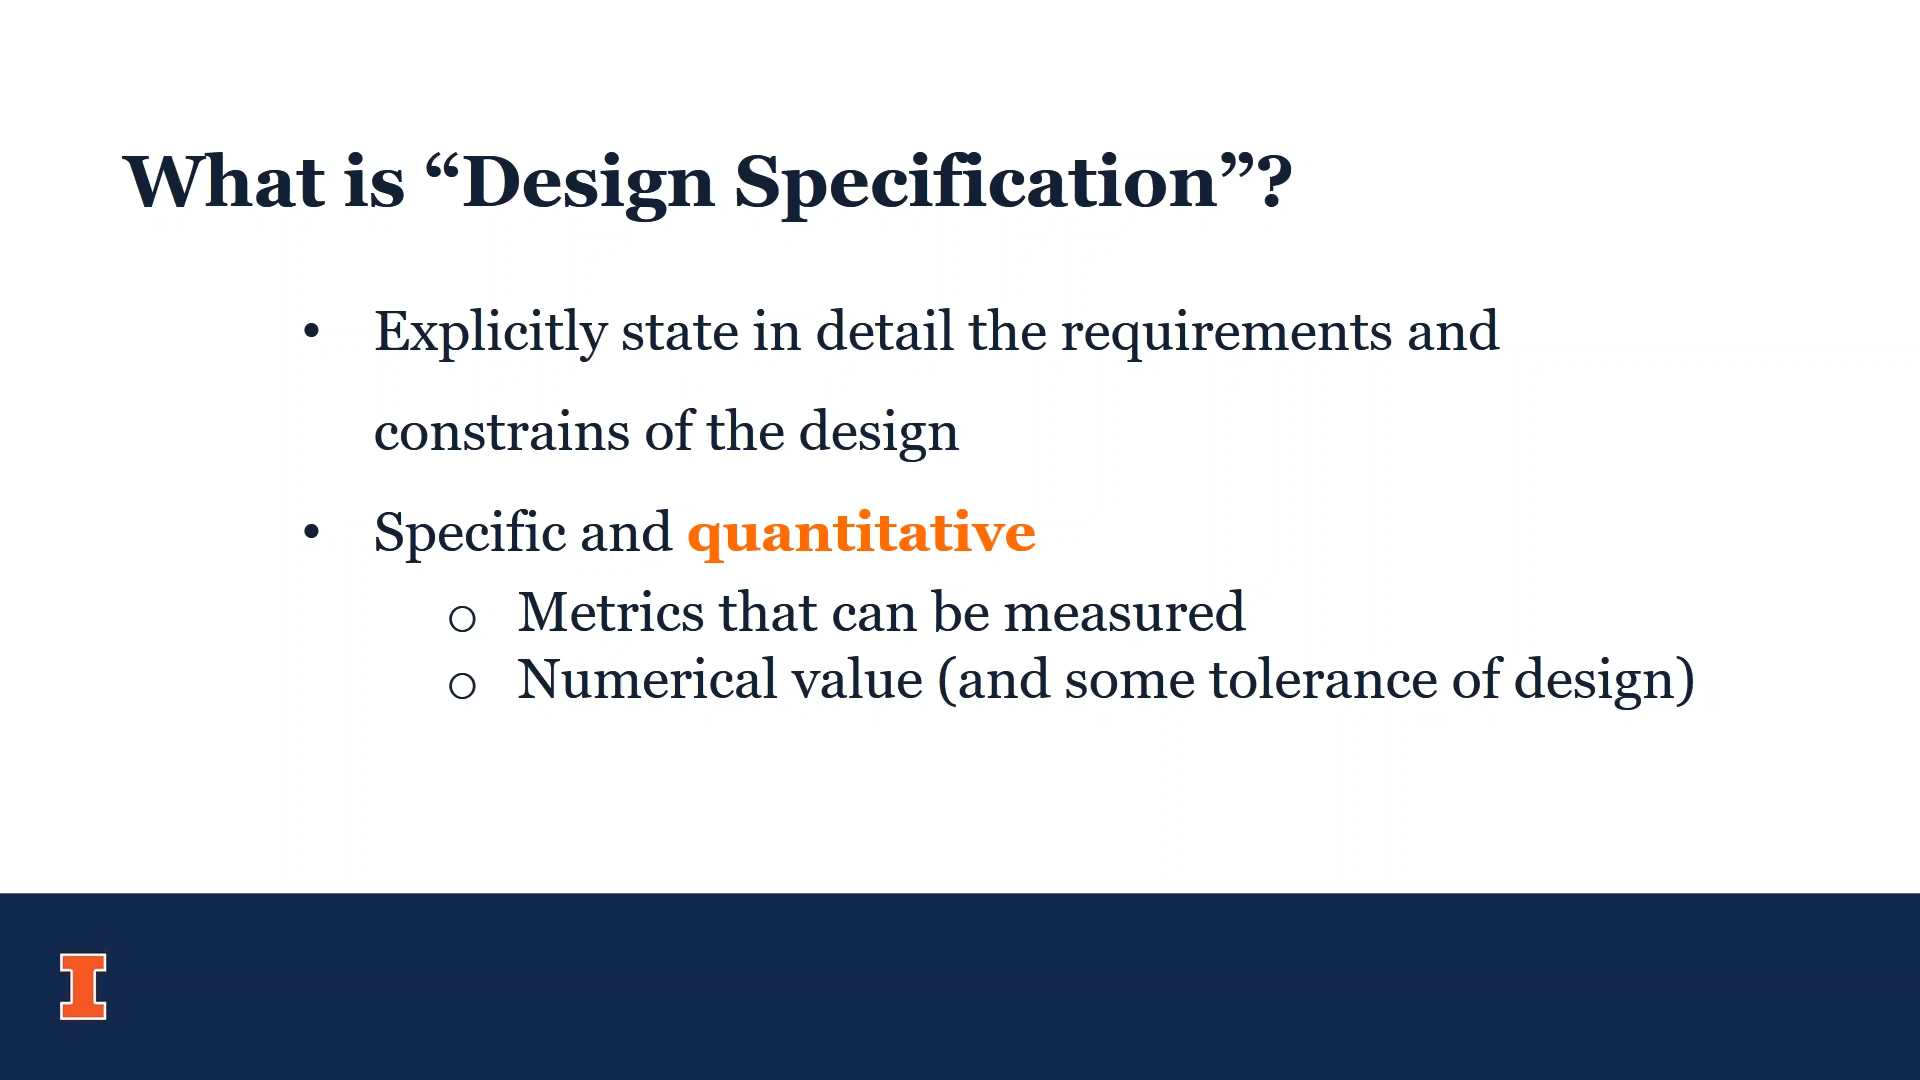 What is “Design Specification”?
• Explicitly state in detail the requirements and
constrains of the design
• Specific and quantitative
o Metrics that can be measured
o Numerical value (and some tolerance of design)
I